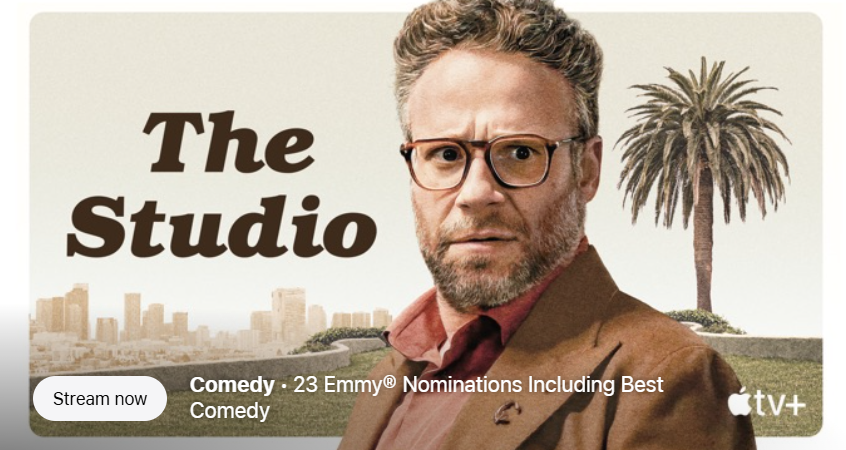 The
Studio
Stream now
Comedy · 23 Emmy® Nominations Including Best
Comedy
tv+